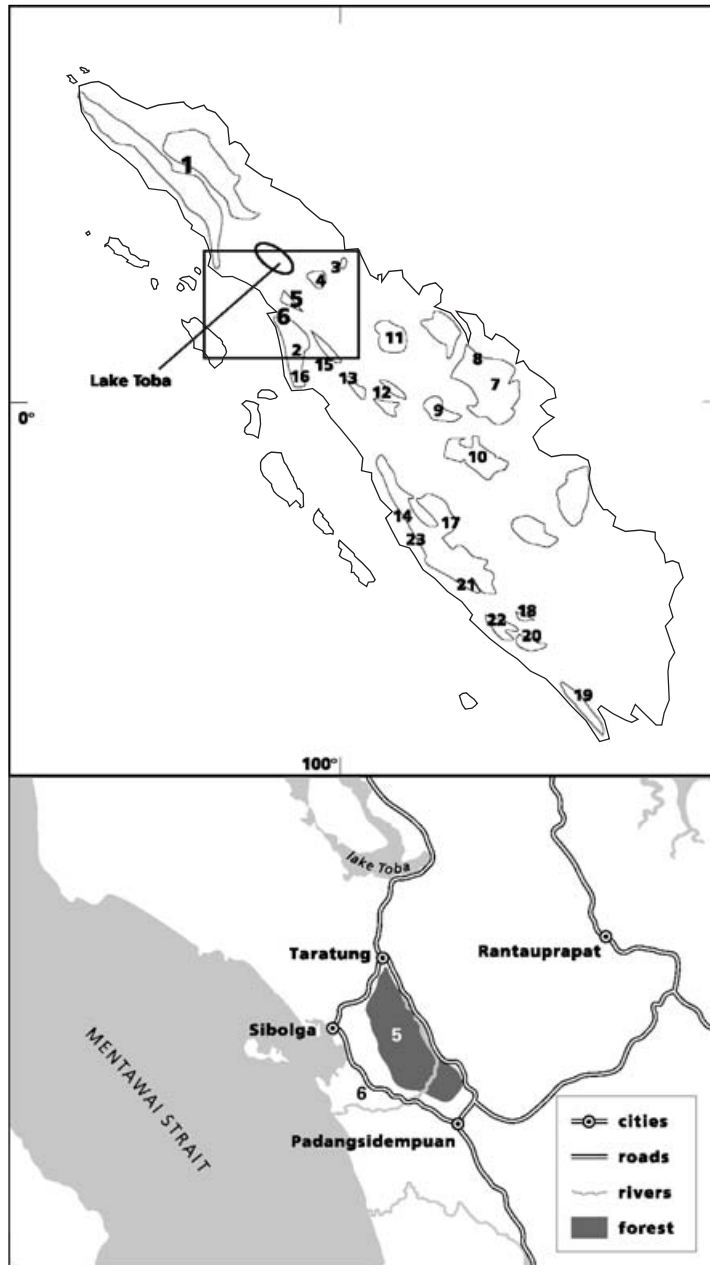 1
3
4
5
6
11
8
2
15
7
Lake Toba
16
13
12
9
0°
10
14
17
23
21
18
22
20
19
100°
lake Toba
Taratung
Rantauprapat
Sibolga
5
MENTAWAI STRAIT
6
Padangsidempuan
cities
roads
rivers
forest